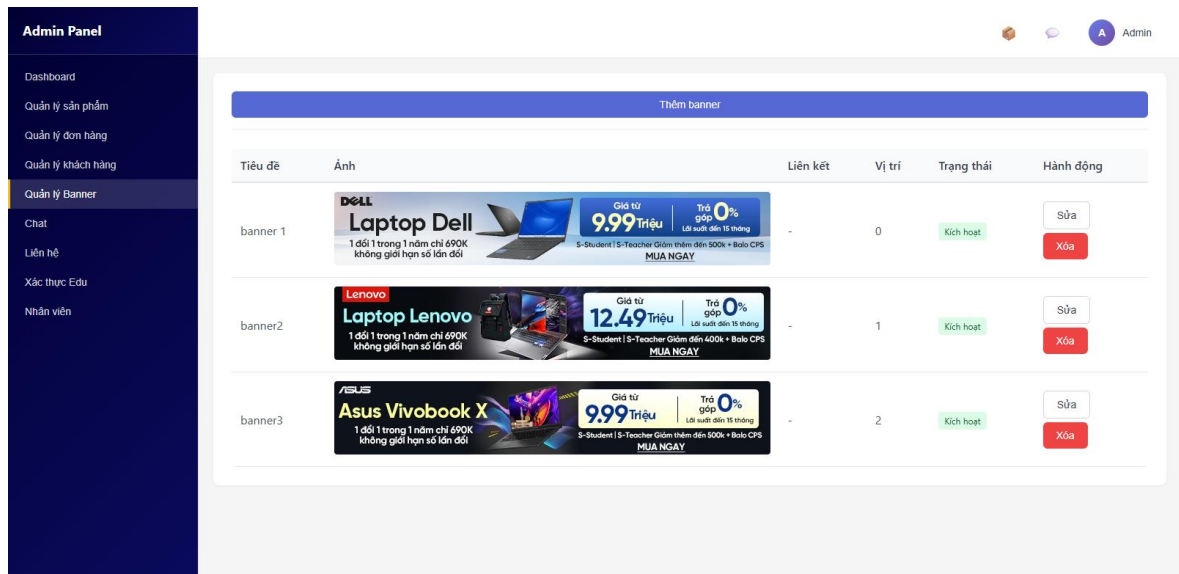 Admin Panel
A Admin
Dashboard
Quản lý sản phẩm
Quản lý đơn hàng
Quản lý khách hàng
Quản lý Banner
Chat
Liên hệ
Xác thực Edu
Nhân viên
Thêm banner
Tiêu đề Ảnh Liên kết Vị trí Trạng thái Hành động
banner 1
DELL
Laptop Dell
1 đổi 1 trong 1 năm chỉ 690K
không giới hạn số lần đổi
Giá từ
9.99 Triệu
Trả góp 0%
Lãi suất đến 15 tháng
S-Student | S-Teacher Giảm thêm đến 500k + Balo CPS
MUA NGAY
- 0 Kích hoạt
Sửa
Xóa
banner2
Lenovo
Laptop Lenovo
1 đổi 1 trong 1 năm chỉ 690K
không giới hạn số lần đổi
Giá từ
12.49 Triệu
Trả góp 0%
Lãi suất đến 15 tháng
S-Student | S-Teacher Giảm đến 400k + Balo CPS
MUA NGAY
- 1 Kích hoạt
Sửa
Xóa
banner3
ASUS
Asus Vivobook X
1 đổi 1 trong 1 năm chỉ 690K
không giới hạn số lần đổi
Giá từ
9.99 Triệu
Trả góp 0%
Lãi suất đến 15 tháng
S-Student | S-Teacher Giảm thêm đến 500K + Balo CPS
MUA NGAY
- 2 Kích hoạt
Sửa
Xóa